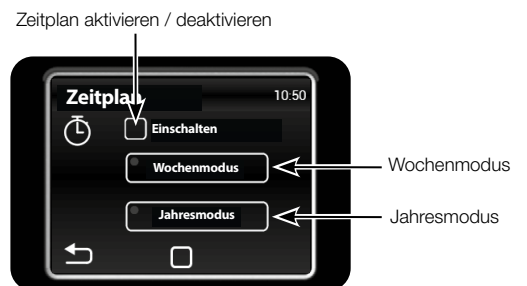 Zeitplan aktivieren / deaktivieren
Zeitplan 10:50
Einschalten
Wochenmodus
Wochenmodus
Jahresmodus
Jahresmodus